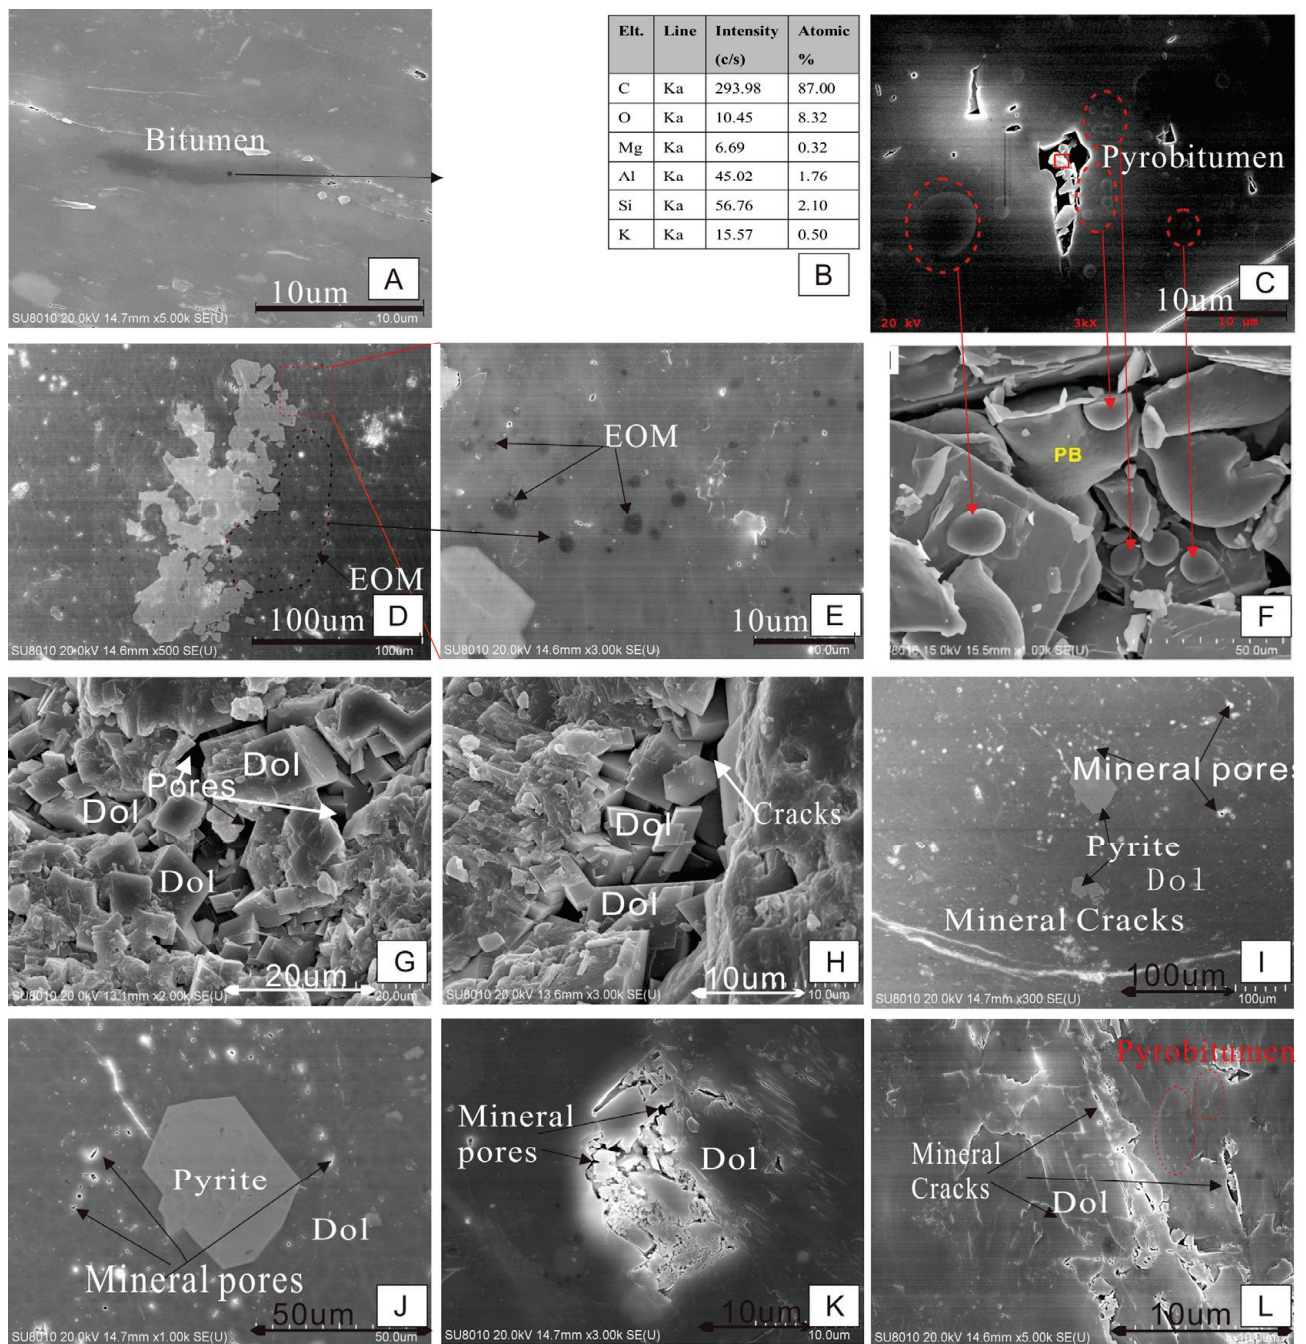 Bitumen
A
10um
SU8010 20.0kV 14.7mm x5.00k SE(U)
10.0um
Elt. Line Intensity (c/s) Atomic %
C Ka 293.98 87.00
O Ka 10.45 8.32
Mg Ka 6.69 0.32
Al Ka 45.02 1.76
Si Ka 56.76 2.10
K Ka 15.57 0.50
B
Pyrobitumen
C
10um
20 kV
3kX
10 µm
EOM
D
100um
SU8010 20.0kV 14.6mm x500 SE(U)
100um
EOM
E
10um
SU8010 20.0kV 14.6mm x3.00k SE(U)
PB
F
15.0kV 15.5mm x1.00k SE(U)
50.0um
Dol
Pores
Dol
Dol
G
20um
SU8010 20.0kV 13.1mm x2.00k SE(U)
20.0um
Dol
Cracks
Dol
H
10um
SU8010 20.0kV 13.6mm x3.00k SE(U)
10.0um
Mineral pores
Pyrite
Dol
Mineral Cracks
I
100um
SU8010 20.0kV 14.7mm x300 SE(U)
100um
Pyrite
Dol
Mineral pores
J
50um
SU8010 20.0kV 14.7mm x1.00k SE(U)
50.0um
Mineral
pores
Dol
K
10um
SU8010 20.0kV 14.7mm x3.00k SE(U)
10.0um
Pyrobitumen
Mineral
Cracks
Dol
L
10um
SU8010 20.0kV 14.6mm x5.00k SE(U)